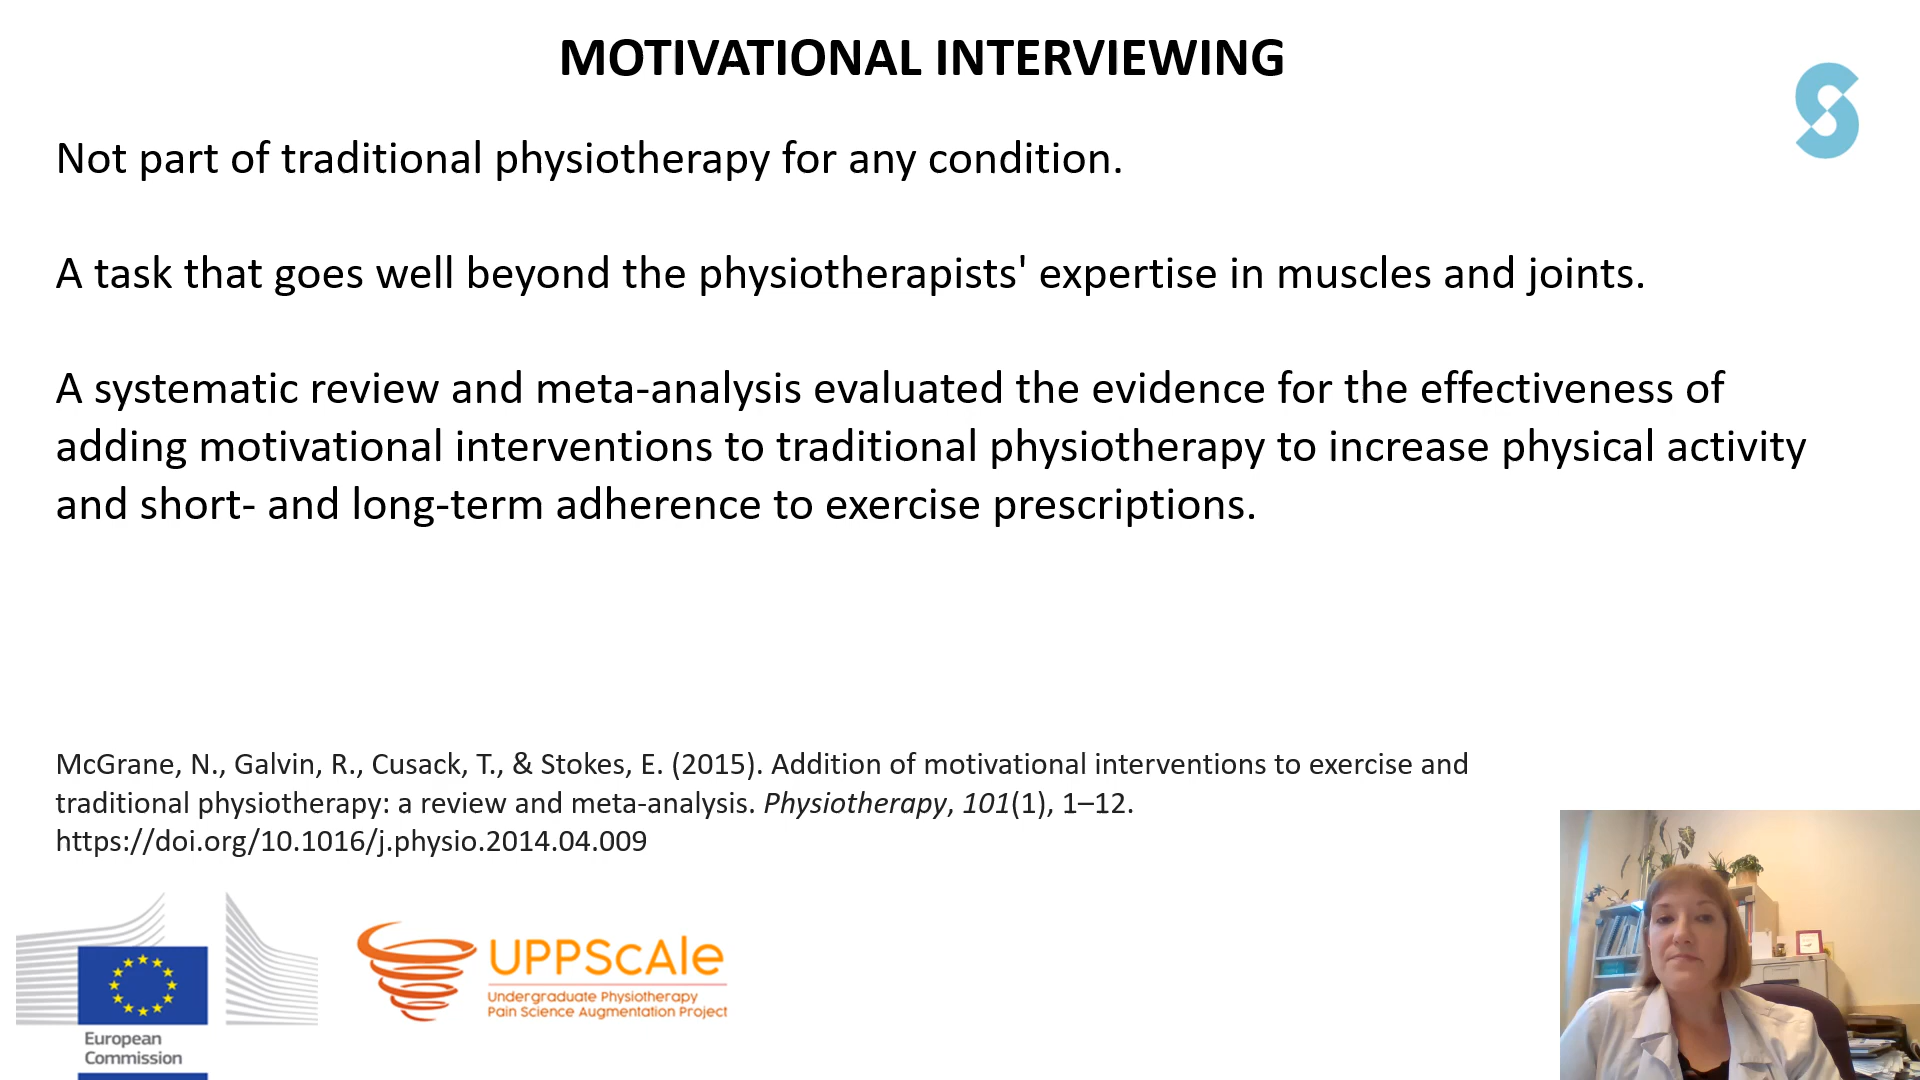 MOTIVATIONAL INTERVIEWING
Not part of traditional physiotherapy for any condition.
A task that goes well beyond the physiotherapists' expertise in muscles and joints.
A systematic review and meta-analysis evaluated the evidence for the effectiveness of
adding motivational interventions to traditional physiotherapy to increase physical activity
and short- and long-term adherence to exercise prescriptions.
McGrane, N., Galvin, R., Cusack, T., & Stokes, E. (2015). Addition of motivational interventions to exercise and
traditional physiotherapy: a review and meta-analysis. Physiotherapy, 101(1), 1–12.
https://doi.org/10.1016/j.physio.2014.04.009
European
Commission
UPPScAle
Undergraduate Physiotherapy
Pain Science Augmentation Project